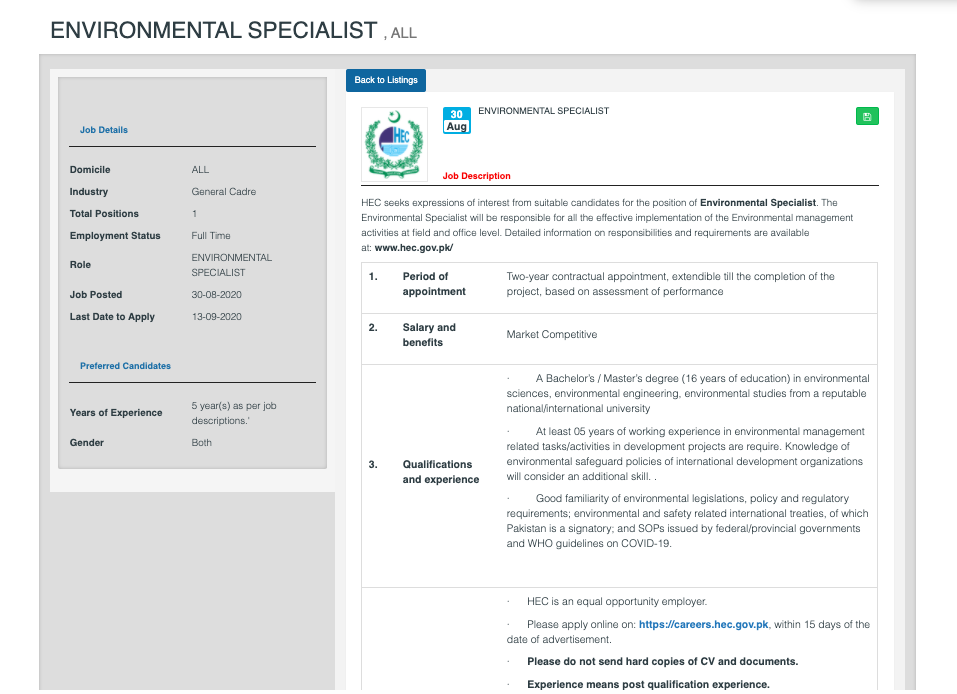 ENVIRONMENTAL SPECIALIST , ALL
Job Details
Domicile ALL
Industry General Cadre
Total Positions 1
Employment Status Full Time
Role ENVIRONMENTAL
SPECIALIST
Job Posted 30-08-2020
Last Date to Apply 13-09-2020
Preferred Candidates
Years of Experience 5 year(s) as per job
descriptions.'
Gender Both
Back to Listings
HEC
30
Aug
ENVIRONMENTAL SPECIALIST
Job Description
HEC seeks expressions of interest from suitable candidates for the position of Environmental Specialist. The
Environmental Specialist will be responsible for all the effective implementation of the Environmental management
activities at field and office level. Detailed information on responsibilities and requirements are available
at: www.hec.gov.pk/
1. Period of
appointment
Two-year contractual appointment, extendible till the completion of the
project, based on assessment of performance
2. Salary and
benefits
Market Competitive
3. Qualifications
and experience
· A Bachelor's / Master's degree (16 years of education) in environmental
sciences, environmental engineering, environmental studies from a reputable
national/international university
· At least 05 years of working experience in environmental management
related tasks/activities in development projects are require. Knowledge of
environmental safeguard policies of international development organizations
will consider an additional skill. .
· Good familiarity of environmental legislations, policy and regulatory
requirements; environmental and safety related international treaties, of which
Pakistan is a signatory; and SOPs issued by federal/provincial governments
and WHO guidelines on COVID-19.
· HEC is an equal opportunity employer.
· Please apply online on: https://careers.hec.gov.pk, within 15 days of the
date of advertisement.
· Please do not send hard copies of CV and documents.
· Experience means post qualification experience.